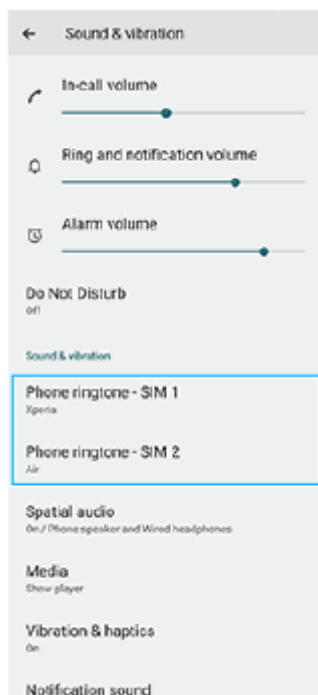 Sound & vibration
In-call volume
Ring and notification volume
Alarm volume
Do Not Disturb
Off
Sound & vibration
Phone ringtone - SIM 1
Xperia
Phone ringtone - SIM 2
Air
Spatial audio
On / Phone speaker and Wired headphones
Media
Show player
Vibration & haptics
On
Notification sound